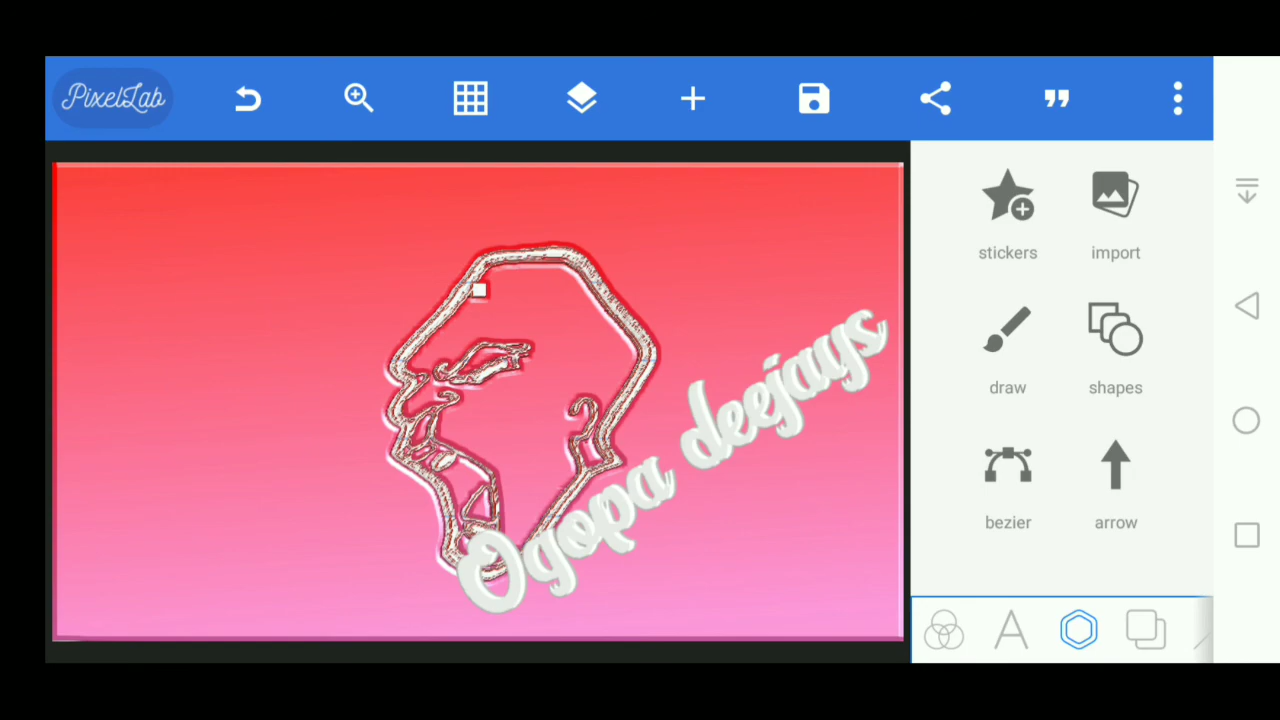 PixelLab
stickers
import
draw
shapes
Ogopa deejays
bezier
arrow